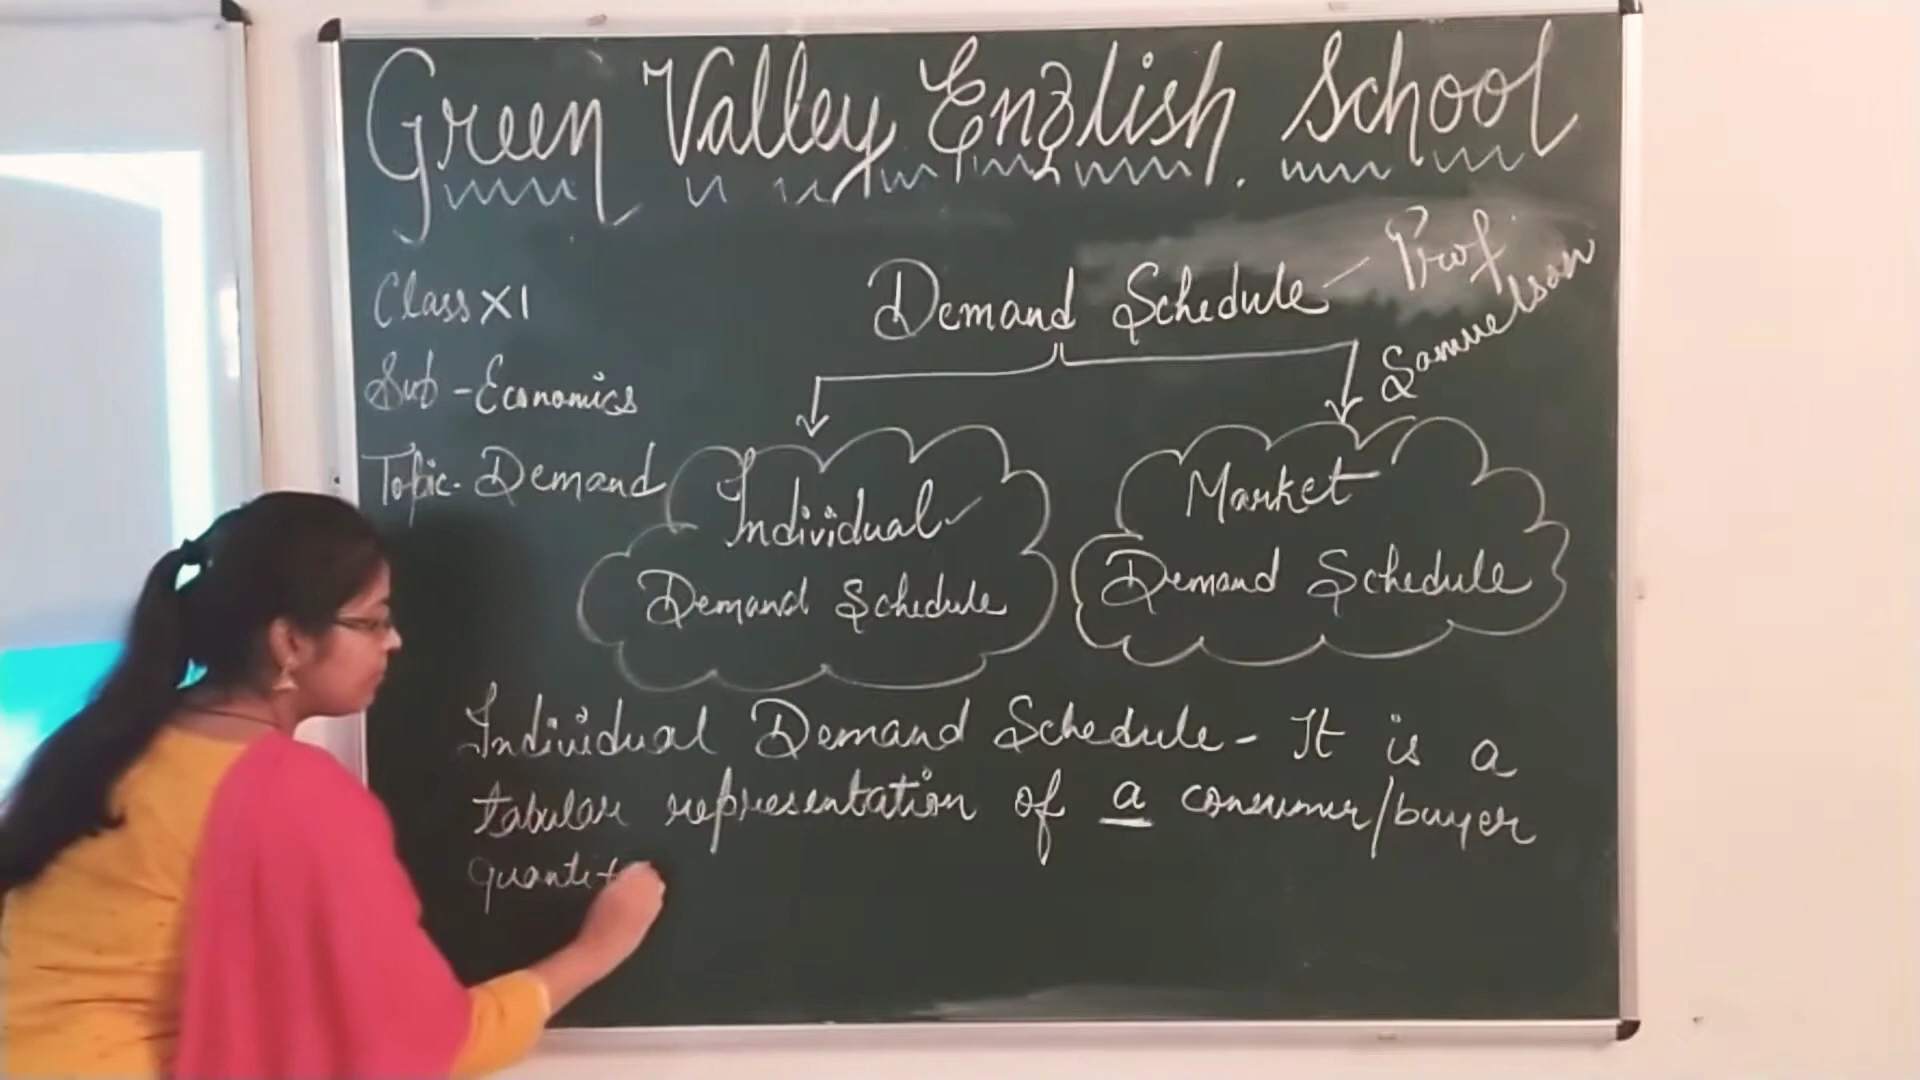 Green Valley English School
Class XI
Sub - Economics
Topic - Demand
Demand Schedule - Prof
Samuelson
Individual
Demand Schedule
Market
Demand Schedule
Individual Demand Schedule - It is a
tabular representation of a consumer/buyer
quantit